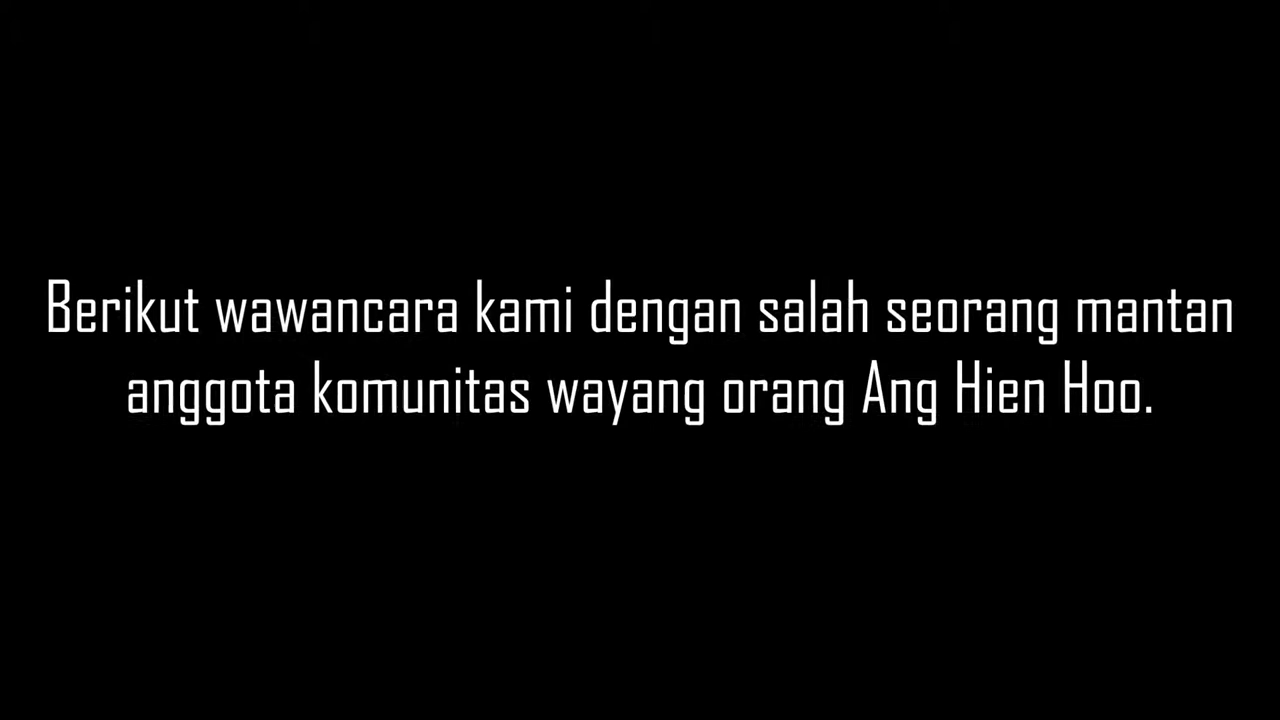 Berikut wawancara kami dengan salah seorang mantan
anggota komunitas wayang orang Ang Hien Hoo.